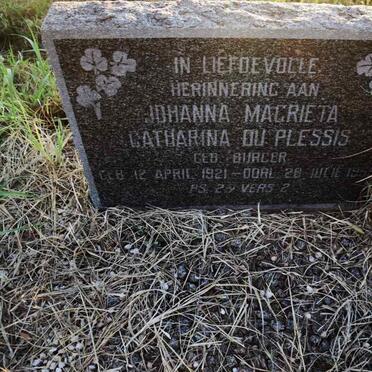 IN LIEFDEVOLLE
HERINNERING AAN
JOHANNA MAGRIETA
CATHARINA DU PLESSIS
GEB. BURGER
GEB. 12 APRIL 1921 - OORL. 28 JULIE
PS. 29 VERS 2